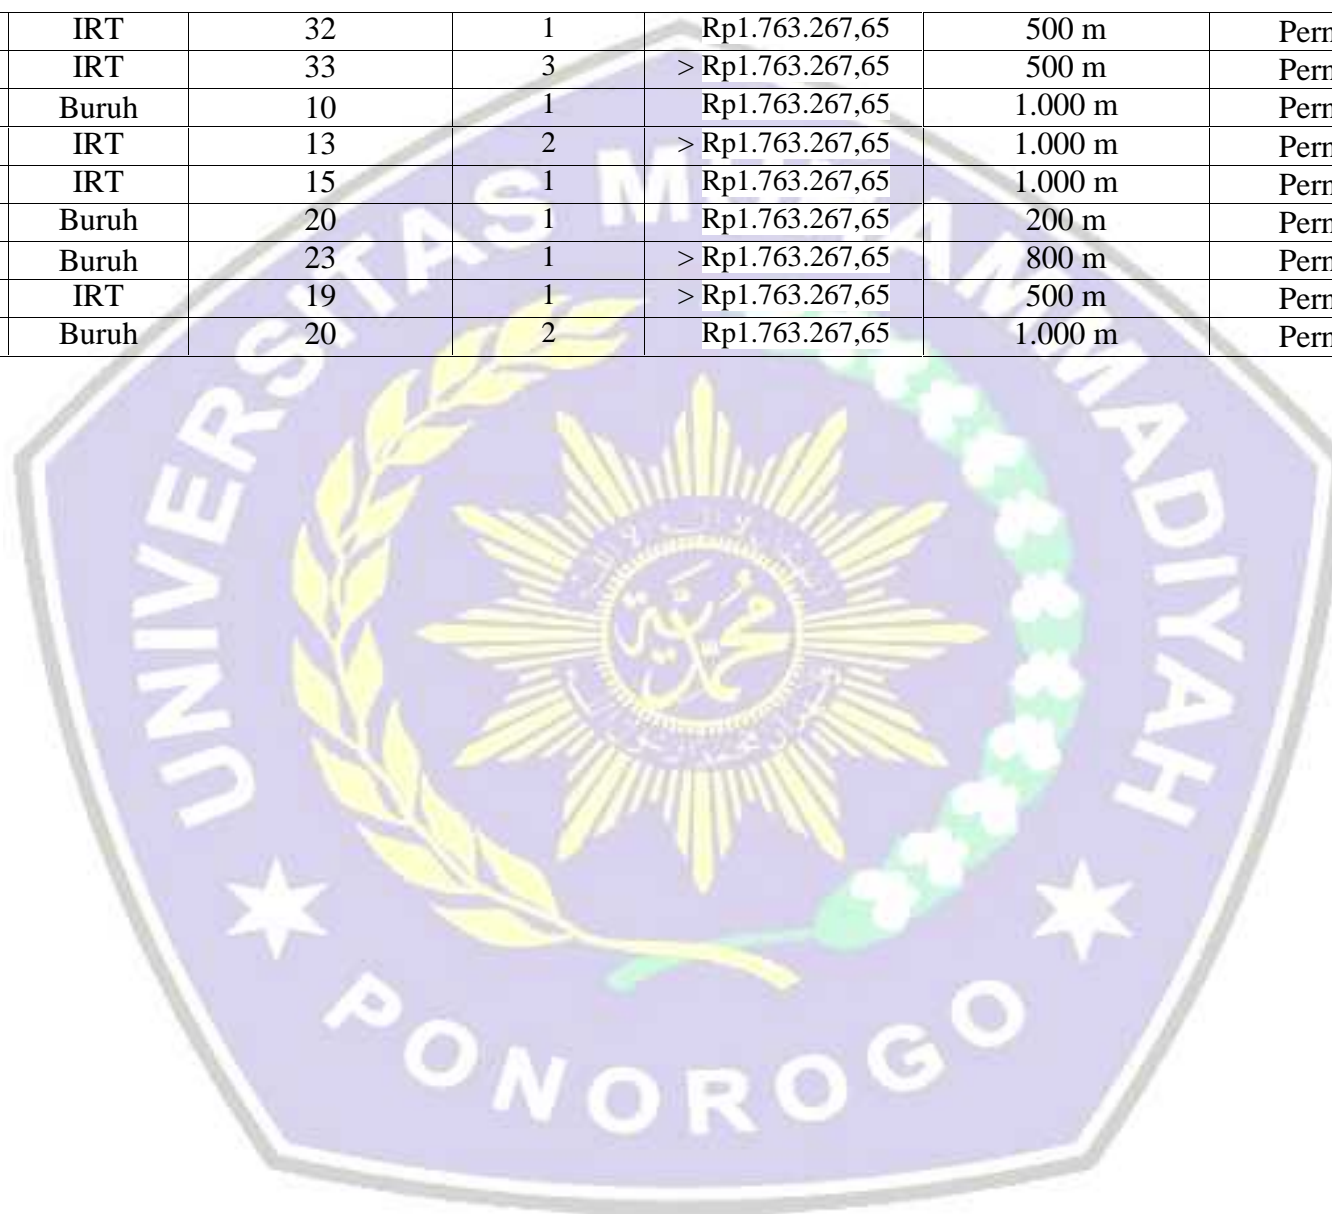 IRT 32 1 Rp1.763.267,65 500 m Pern
IRT 33 3 > Rp1.763.267,65 500 m Pern
Buruh 10 1 Rp1.763.267,65 1.000 m Pern
IRT 13 2 > Rp1.763.267,65 1.000 m Pern
IRT 15 1 Rp1.763.267,65 1.000 m Pern
Buruh 20 1 Rp1.763.267,65 200 m Pern
Buruh 23 1 > Rp1.763.267,65 800 m Pern
IRT 19 1 > Rp1.763.267,65 500 m Pern
Buruh 20 2 Rp1.763.267,65 1.000 m Pern
UNIVERSITAS MUHAMMADIYAH
PONOROGO